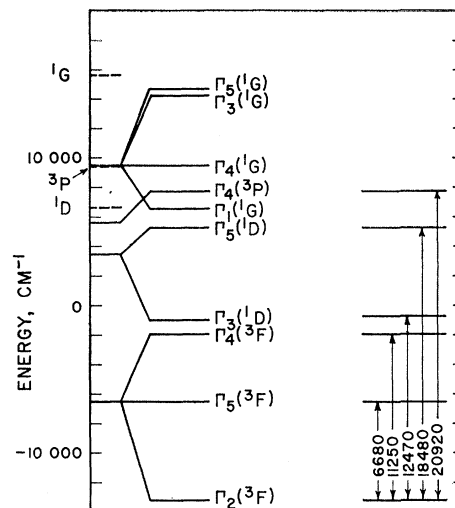 ¹G
Γ₅(¹G)
Γ₃(¹G)
10 000
Γ₄(¹G)
³P
Γ₄(³P)
¹D
Γ₁(¹G)
Γ₅(¹D)
0
Γ₃(¹D)
Γ₄(³F)
Γ₅(³F)
-10 000
Γ₂(³F)
ENERGY, CM⁻¹
6680
11250
12470
18480
20920